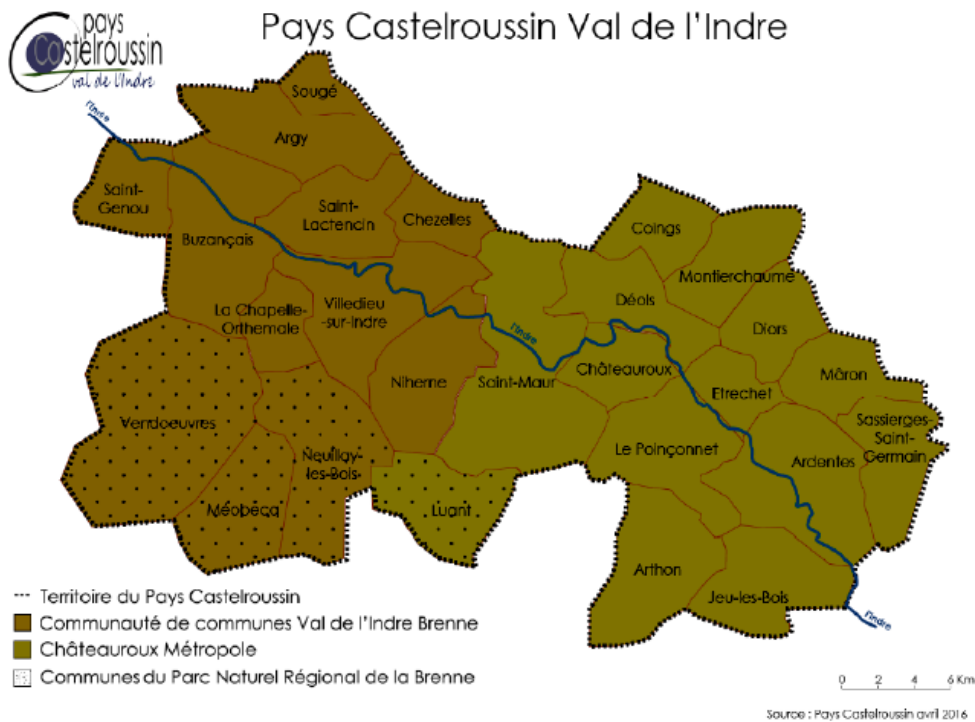 pays
Castelroussin
val de l'Indre
Pays Castelroussin Val de l'Indre
l'Indre
Sougé
Argy
Saint-
Genou
Saint-
Lactencin
Chezelles
Buzançais
Coings
Montierchaume
La Chapelle-
Orthemale
Villedieu
-sur-Indre
Déols
Diors
l'Indre
Niherne
Saint-Maur
Châteauroux
Etrechet
Mâron
Vendoeuvres
Neuillay-
les-Bois
Le Poinçonnet
Ardentes
Sassierges-
Saint-
Germain
Méobecq
Luant
Arthon
Jeu-les-Bois
l'Indre
Territoire du Pays Castelroussin
Communauté de communes Val de l'Indre Brenne
Châteauroux Métropole
Communes du Parc Naturel Régional de la Brenne
0 2 4 6 Km
Source : Pays Castelroussin avril 2016